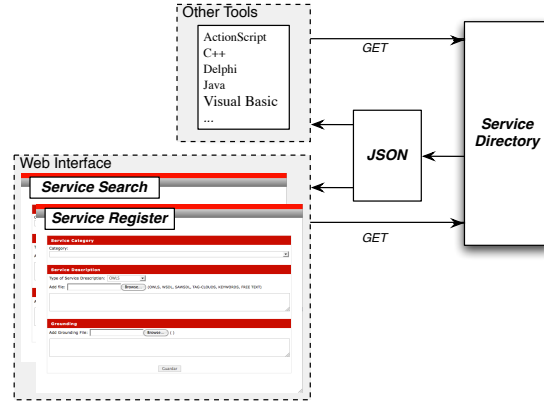 Other Tools
ActionScript
C++
Delphi
Java
Visual Basic
...
GET
Service
Directory
JSON
Web Interface
Service Search
Service Register
GET
Service Category
Category:
Service Description
Type of Service Drescription: OWLS
Add File: Browse... (OWLS, WSDL, SAWSDL, TAG-CLOUDS, KEYWORDS, FREE TEXT)
Grounding
Add Grounding File: Browse... ( )
Guardar